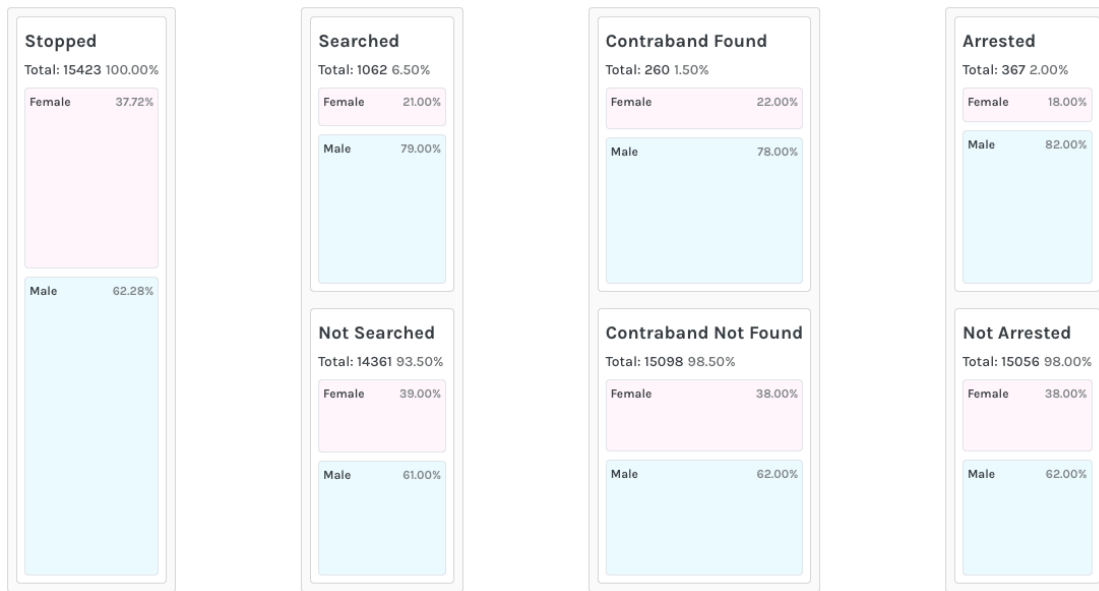 Stopped
Total: 15423 100.00%
Female 37.72%
Male 62.28%
Searched
Total: 1062 6.50%
Female 21.00%
Male 79.00%
Not Searched
Total: 14361 93.50%
Female 39.00%
Male 61.00%
Contraband Found
Total: 260 1.50%
Female 22.00%
Male 78.00%
Contraband Not Found
Total: 15098 98.50%
Female 38.00%
Male 62.00%
Arrested
Total: 367 2.00%
Female 18.00%
Male 82.00%
Not Arrested
Total: 15056 98.00%
Female 38.00%
Male 62.00%